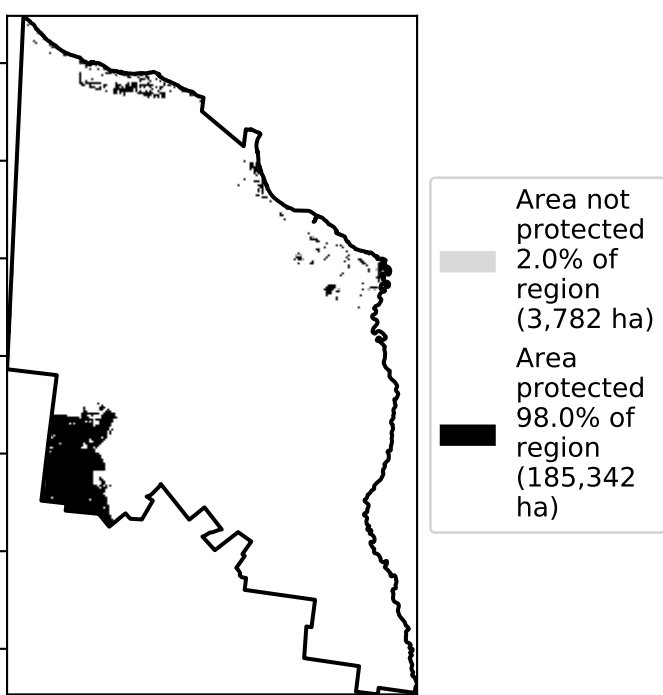 Area not
protected
2.0% of
region
(3,782 ha)
Area
protected
98.0% of
region
(185,342
ha)